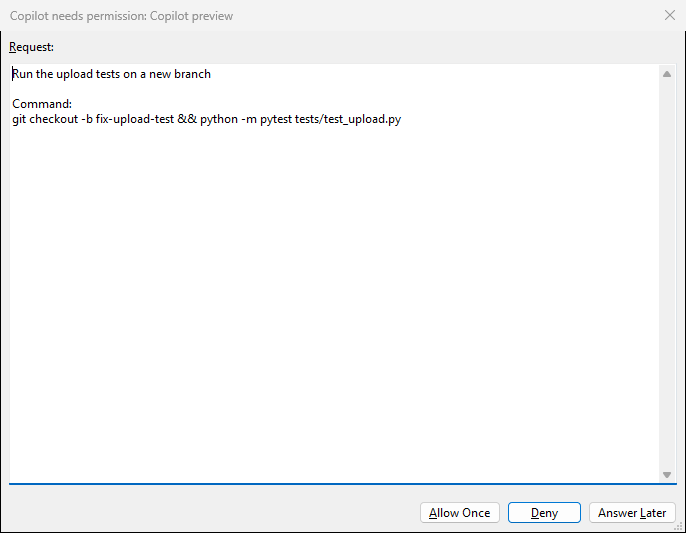 Copilot needs permission: Copilot preview
Request:
Run the upload tests on a new branch
Command:
git checkout -b fix-upload-test && python -m pytest tests/test_upload.py
Allow Once
Deny
Answer Later